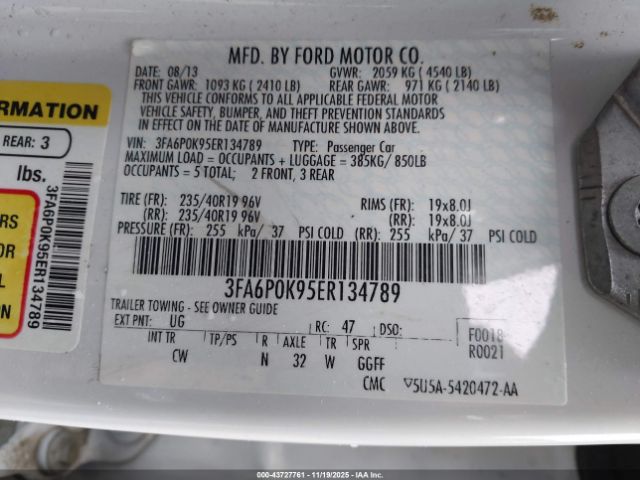 ORMATION
REAR: 3
lbs.
3FA6P0K95ER134789
RS
O
L
MFD. BY FORD MOTOR CO.
DATE: 08/13 GVWR: 2059 KG (4540 LB)
FRONT GAWR: 1093 KG (2410 LB) REAR GAWR: 971 KG (2140 LB)
THIS VEHICLE CONFORMS TO ALL APPLICABLE FEDERAL MOTOR
VEHICLE SAFETY, BUMPER, AND THEFT PREVENTION STANDARDS
IN EFFECT ON THE DATE OF MANUFACTURE SHOWN ABOVE.
VIN: 3FA6P0K95ER134789 TYPE: Passenger Car
MAXIMUM LOAD = OCCUPANTS + LUGGAGE = 385KG/ 850LB
OCCUPANTS = 5 TOTAL; 2 FRONT, 3 REAR
TIRE (FR): 235/40R19 96V RIMS (FR): 19x8.0J
(RR): 235/40R19 96V (RR): 19x8.0J
PRESSURE (FR): 255 kPa/ 37 PSI COLD (RR): 255 kPa/ 37 PSI COLD
3FA6P0K95ER134789
TRAILER TOWING - SEE OWNER GUIDE
EXT PNT: UG RC: 47 DSO: F0018
INT TR TP/PS R AXLE TR SPR R0021
CW N 32 W GGFF
CMC ▽5U5A-5420472-AA
© - 43727761 - 11/19/2025 - IAAI.COM